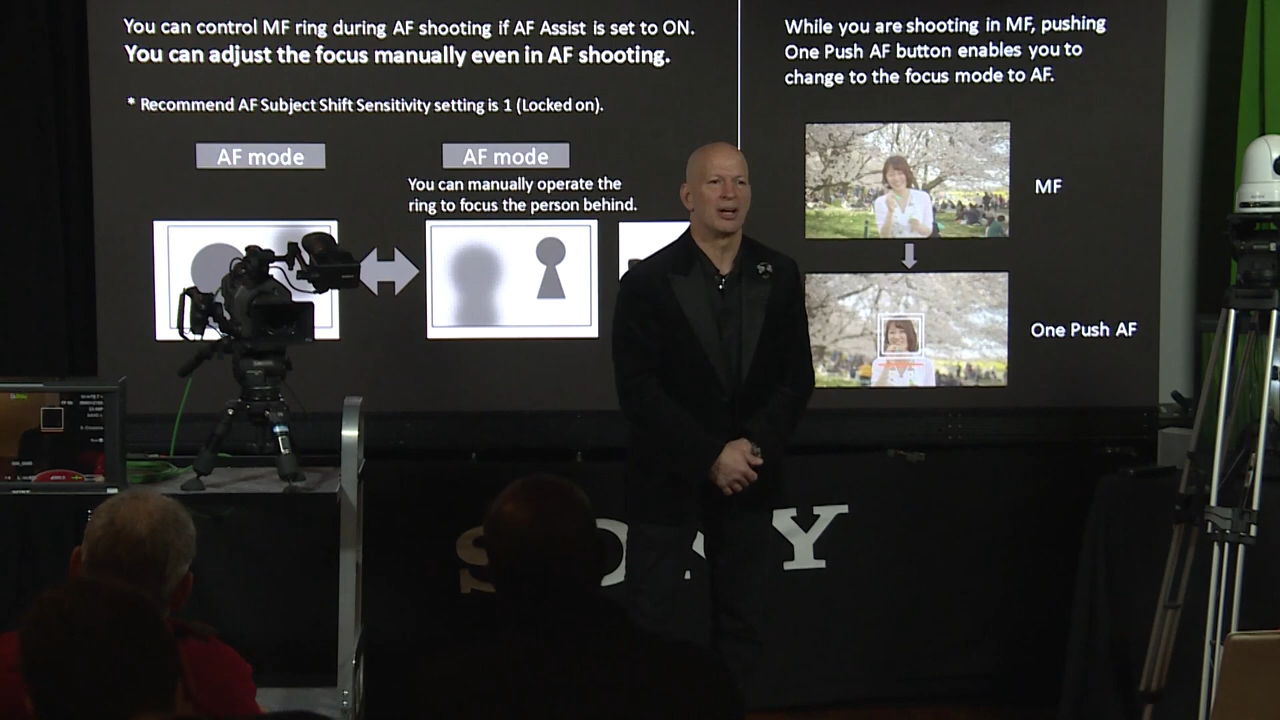 You can control MF ring during AF shooting if AF Assist is set to ON.
You can adjust the focus manually even in AF shooting.
* Recommend AF Subject Shift Sensitivity setting is 1 (Locked on).
AF mode
AF mode
You can manually operate the
ring to focus the person behind.
While you are shooting in MF, pushing
One Push AF button enables you to
change to the focus mode to AF.
MF
One Push AF
SONY